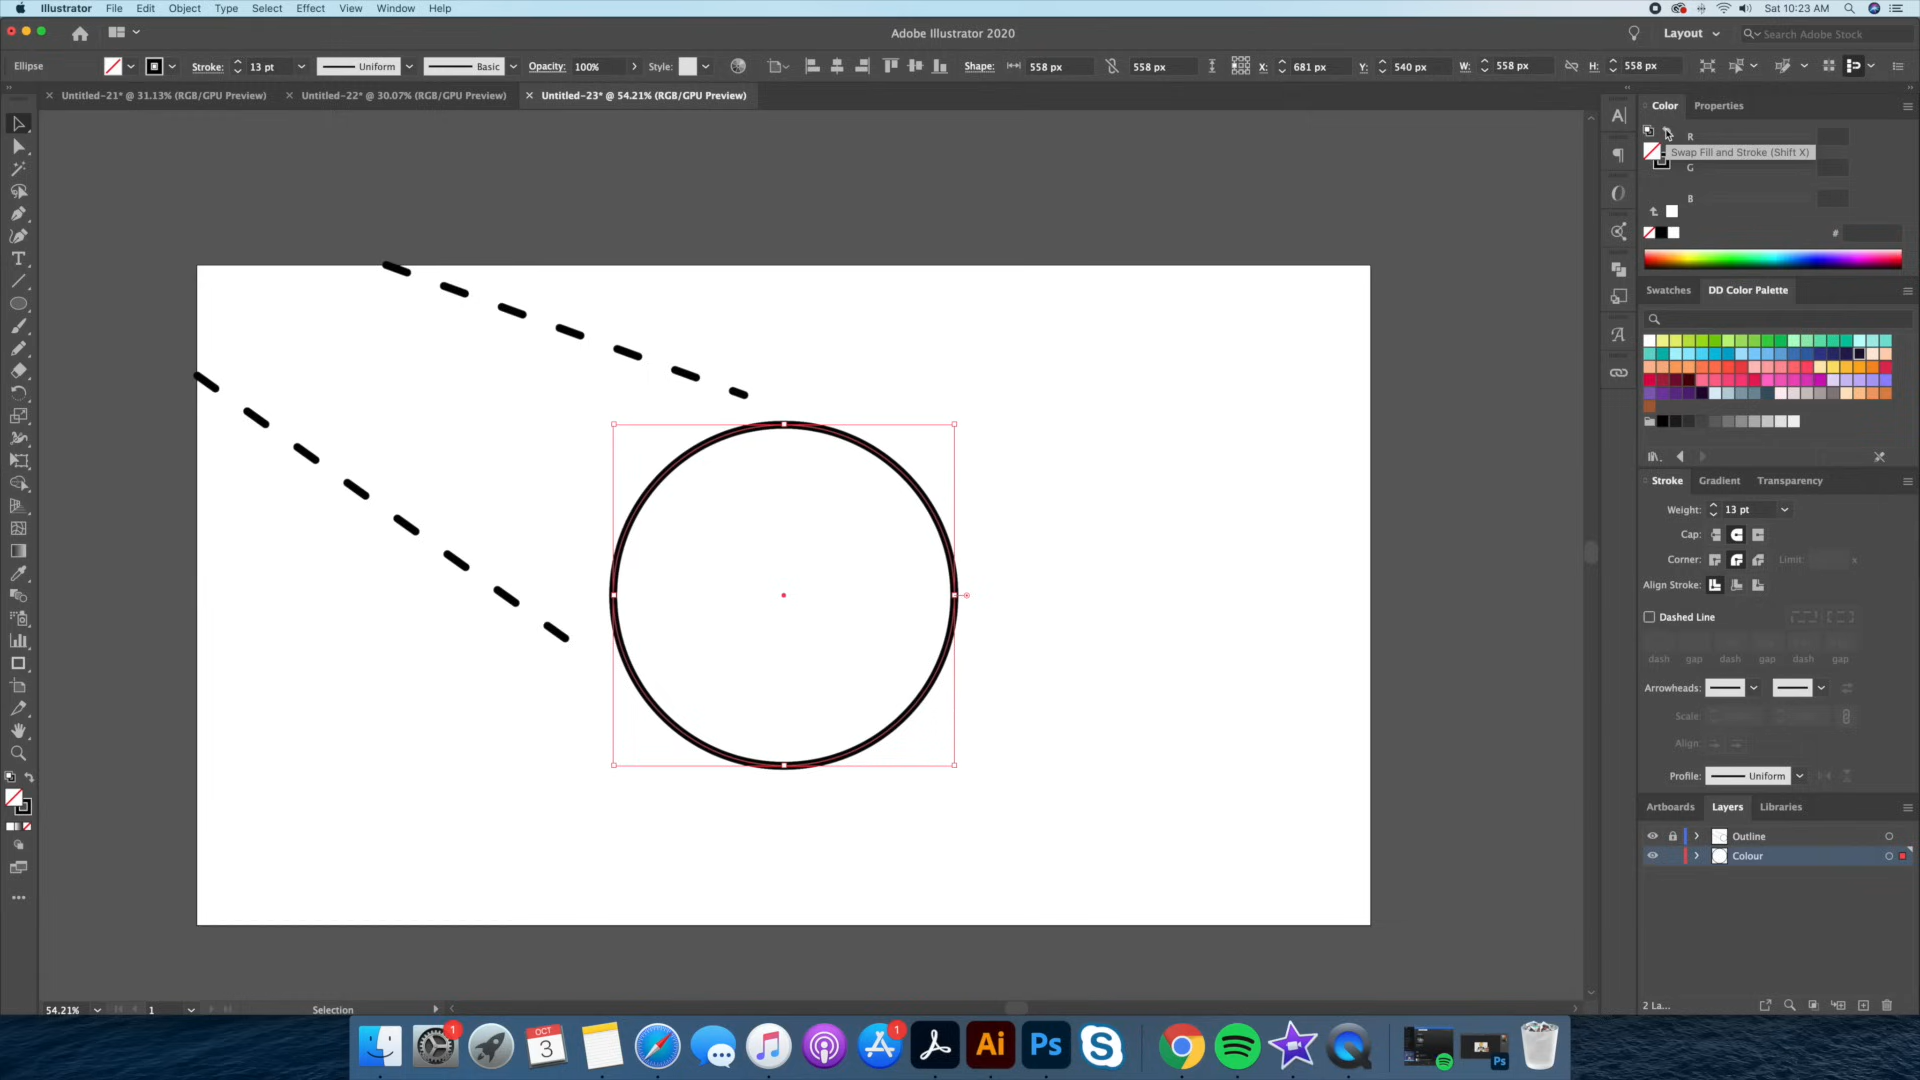 Illustrator File Edit Object Type Select Effect View Window Help
Sat 10:23 AM
Adobe Illustrator 2020
Layout
Search Adobe Stock
Ellipse
Stroke: 13 pt
Uniform
Basic
Opacity: 100%
Style:
Shape: 558 px
558 px
X: 681 px
Y: 540 px
W: 558 px
H: 558 px
Untitled-21* @ 31.13% (RGB/GPU Preview)
Untitled-22* @ 30.07% (RGB/GPU Preview)
Untitled-23* @ 54.21% (RGB/GPU Preview)
Color Properties
R
Swap Fill and Stroke (Shift X)
G
B
#
Swatches DD Color Palette
Stroke Gradient Transparency
Weight: 13 pt
Cap:
Corner:
Limit:
x
Align Stroke:
Dashed Line
dash gap dash gap dash gap
Arrowheads:
Scale:
Align:
Profile: Uniform
Artboards Layers Libraries
Outline
Colour
2 La...
54.21%
1
Selection
1
OCT
3
1
Ai
Ps
Ps